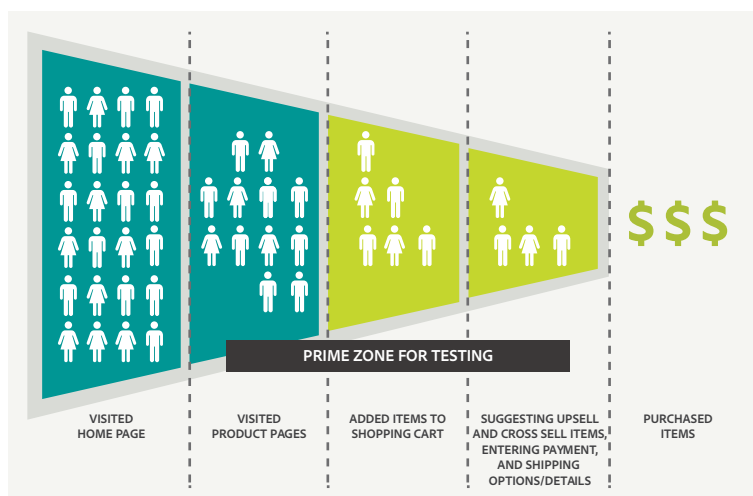 $$$
PRIME ZONE FOR TESTING
VISITED
HOME PAGE
VISITED
PRODUCT PAGES
ADDED ITEMS TO
SHOPPING CART
SUGGESTING UPSELL
AND CROSS SELL ITEMS,
ENTERING PAYMENT,
AND SHIPPING
OPTIONS/DETAILS
PURCHASED
ITEMS